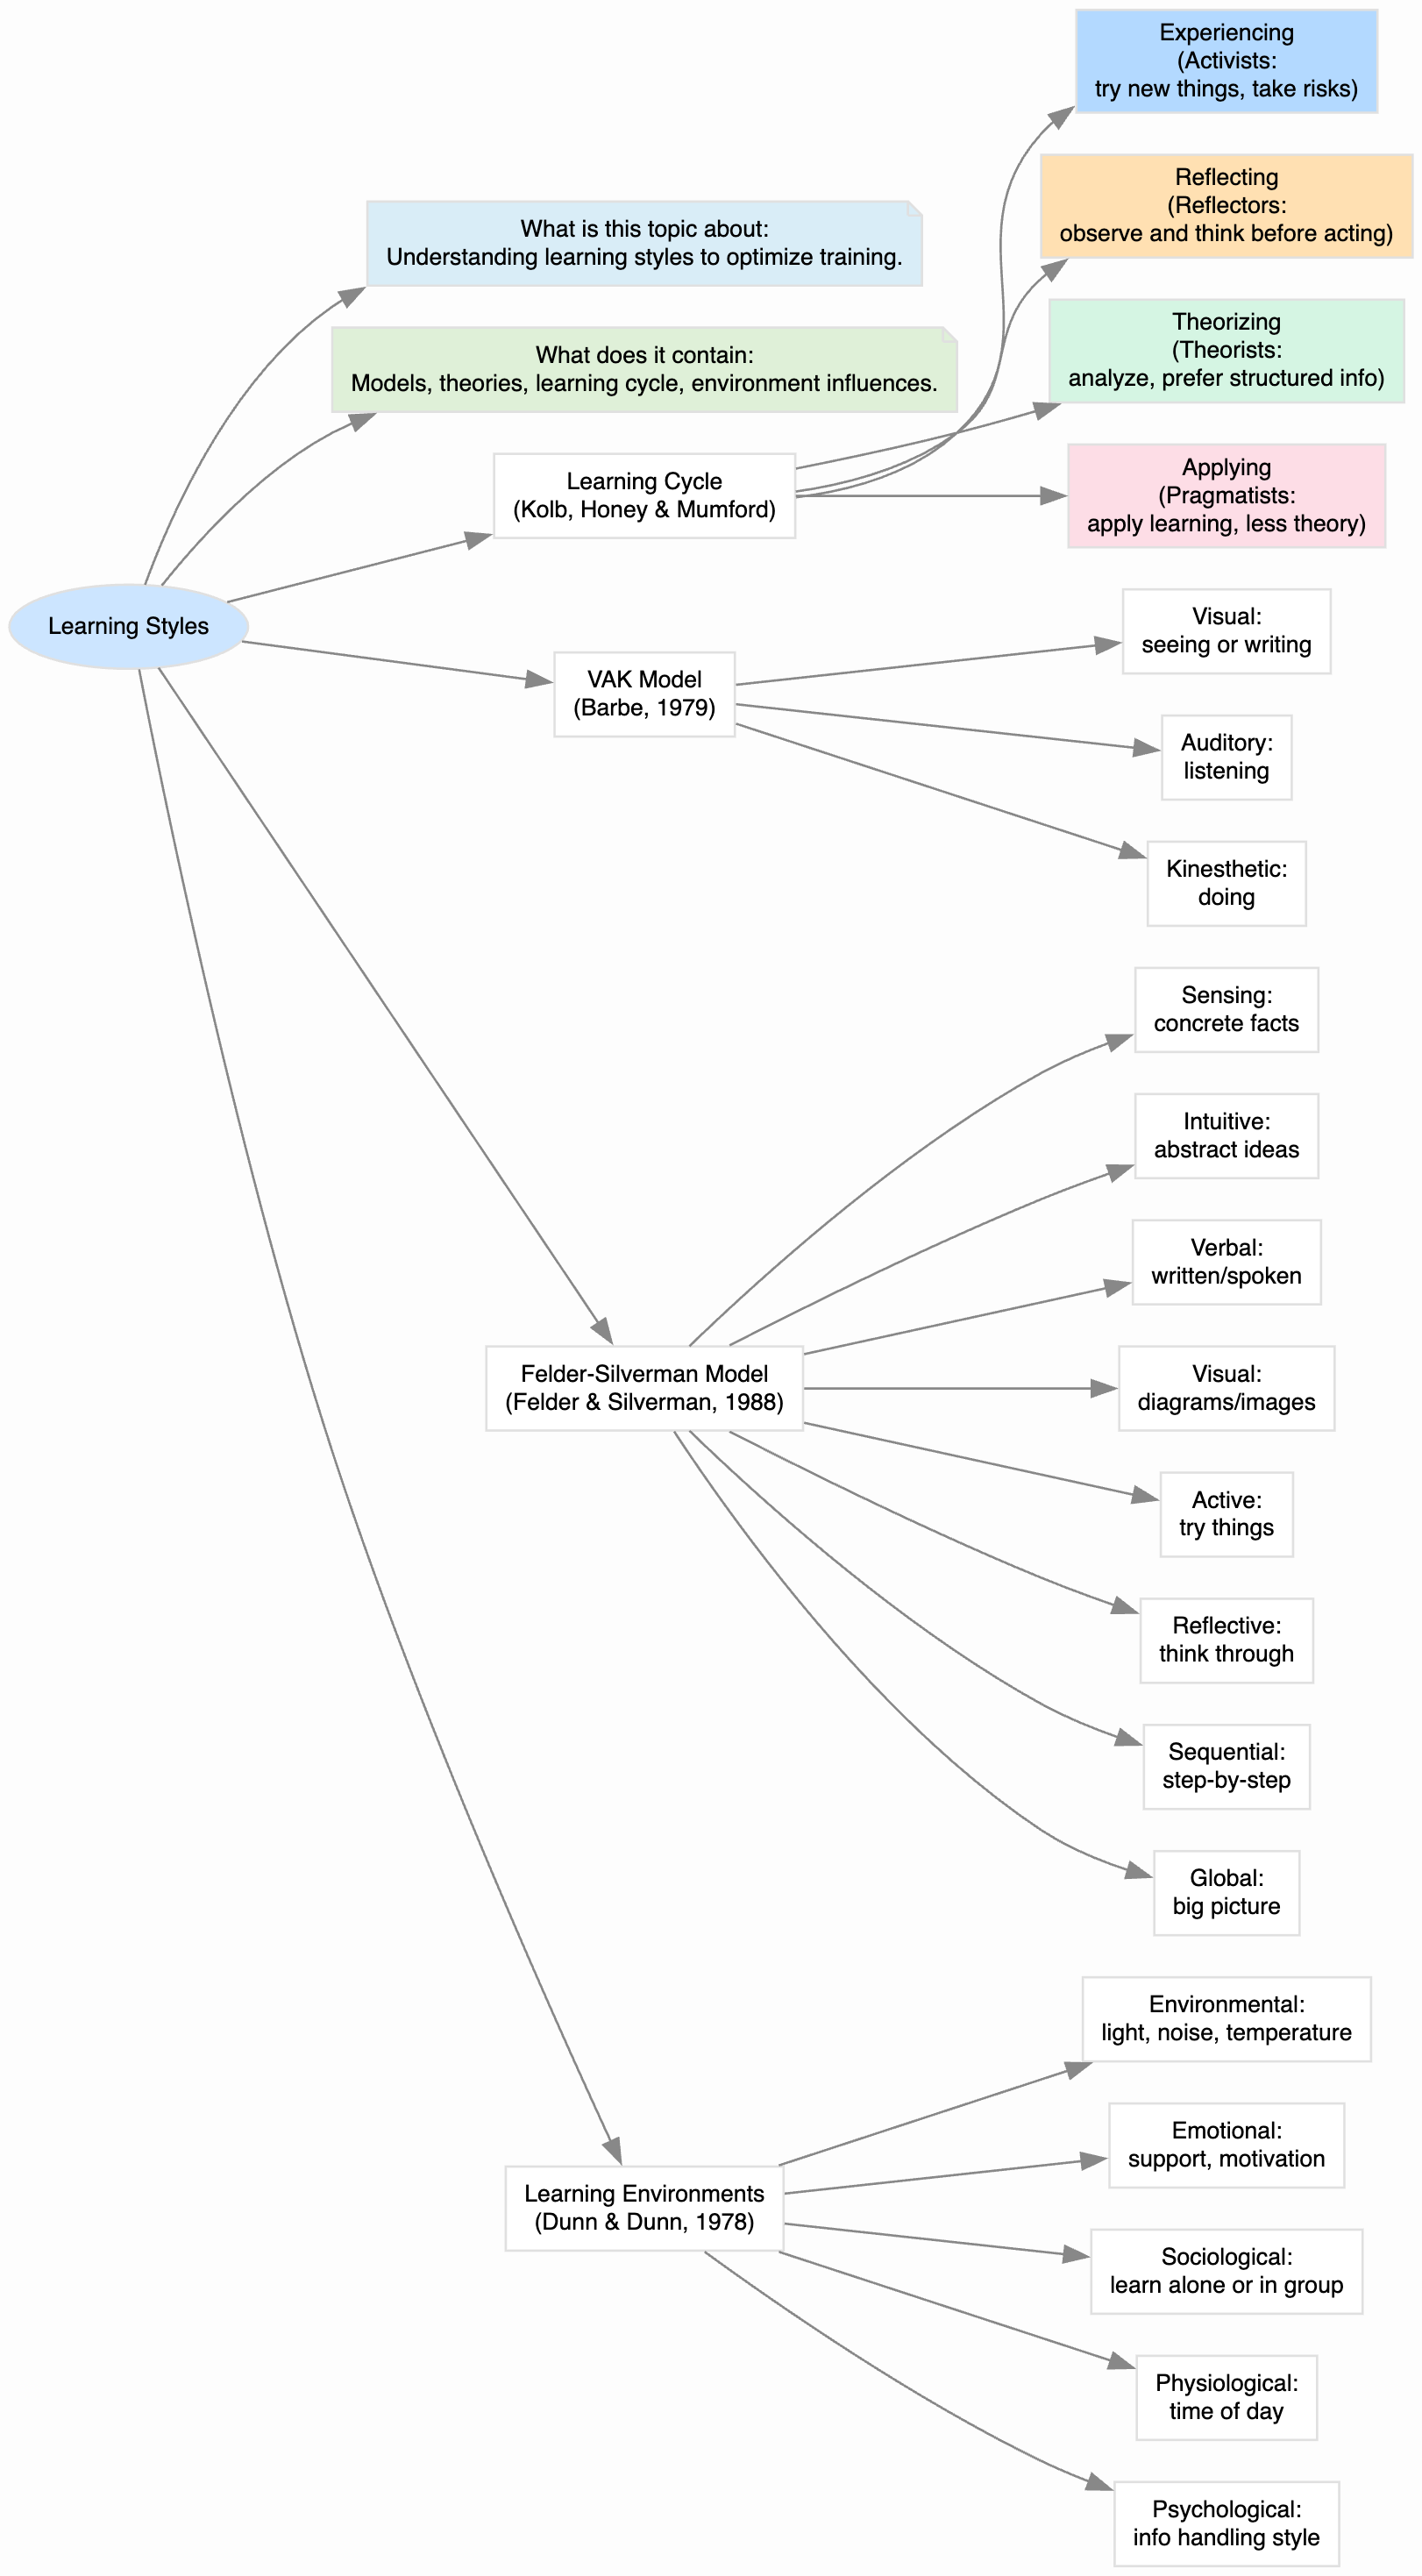 Learning Styles
What is this topic about:
Understanding learning styles to optimize training.
What does it contain:
Models, theories, learning cycle, environment influences.
Learning Cycle
(Kolb, Honey & Mumford)
Experiencing
(Activists:
try new things, take risks)
Reflecting
(Reflectors:
observe and think before acting)
Theorizing
(Theorists:
analyze, prefer structured info)
Applying
(Pragmatists:
apply learning, less theory)
VAK Model
(Barbe, 1979)
Visual:
seeing or writing
Auditory:
listening
Kinesthetic:
doing
Felder-Silverman Model
(Felder & Silverman, 1988)
Sensing:
concrete facts
Intuitive:
abstract ideas
Verbal:
written/spoken
Visual:
diagrams/images
Active:
try things
Reflective:
think through
Sequential:
step-by-step
Global:
big picture
Learning Environments
(Dunn & Dunn, 1978)
Environmental:
light, noise, temperature
Emotional:
support, motivation
Sociological:
learn alone or in group
Physiological:
time of day
Psychological:
info handling style